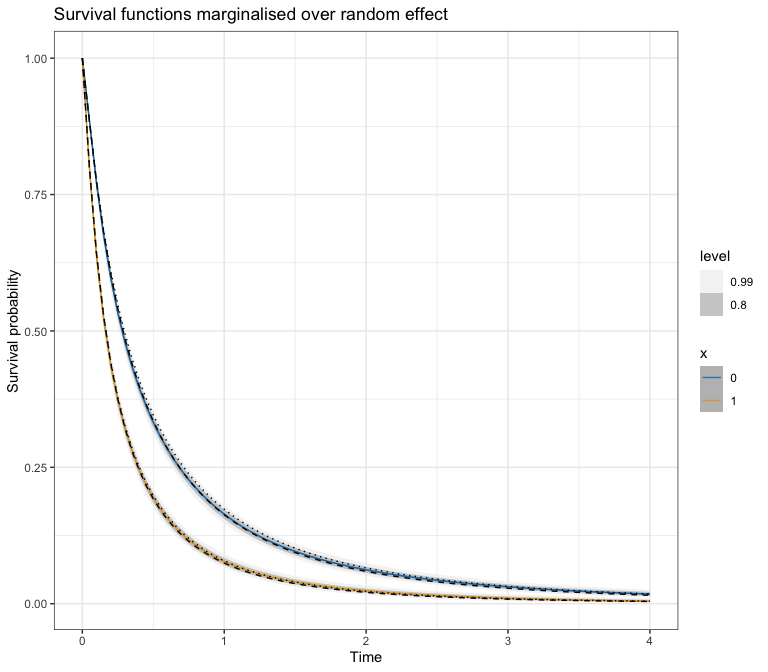 Survival functions marginalised over random effect
1.00
0.75
0.50
0.25
0.00
Survival probability
0 1 2 3 4
Time
level
0.99
0.8
x
0
1